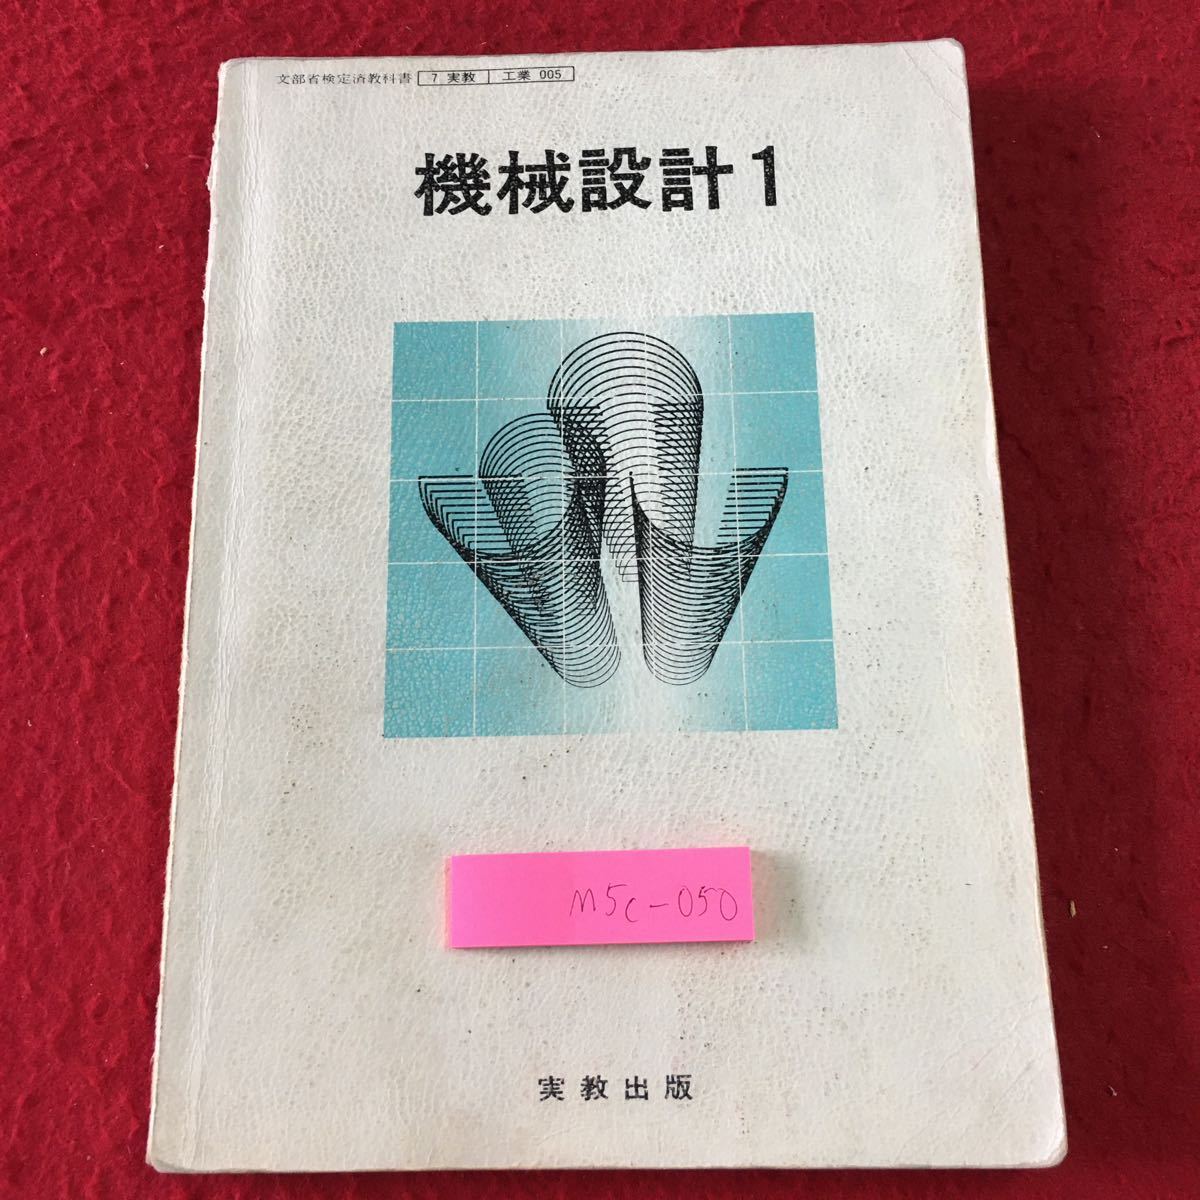 文部省検定済教科書 7 実教 工業 005
機械設計1
M5c-050
実教出版